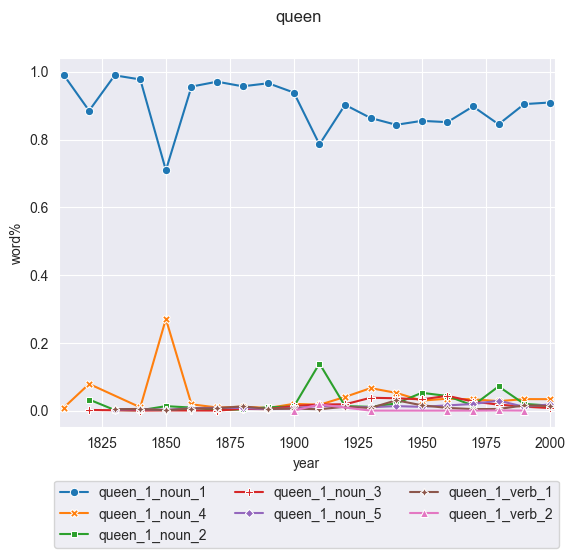 queen
1.0
0.8
0.6
0.4
0.2
0.0
word%
1825 1850 1875 1900 1925 1950 1975 2000
year
queen_1_noun_1 queen_1_noun_3 queen_1_verb_1
queen_1_noun_4 queen_1_noun_5 queen_1_verb_2
queen_1_noun_2